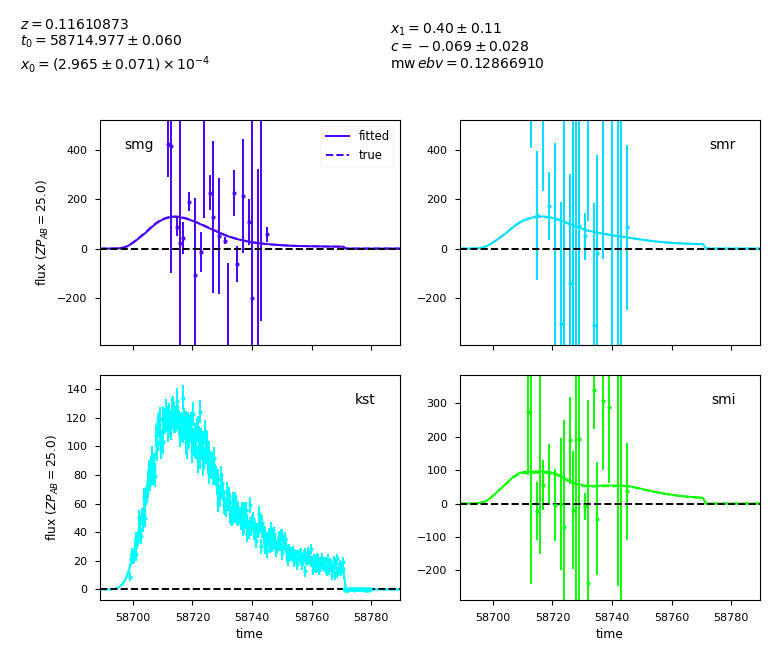 z = 0.11610873
t₀ = 58714.977 ± 0.060
x₀ = (2.965 ± 0.071) × 10⁻⁴
x₁ = 0.40 ± 0.11
c = −0.069 ± 0.028
mw ebv = 0.12866910
smg
fitted
true
400
200
0
−200
flux (ZP_AB = 25.0)
smr
400
200
0
−200
kst
140
120
100
80
60
40
20
0
flux (ZP_AB = 25.0)
58700 58720 58740 58760 58780
time
smi
300
200
100
0
−100
−200
58700 58720 58740 58760 58780
time